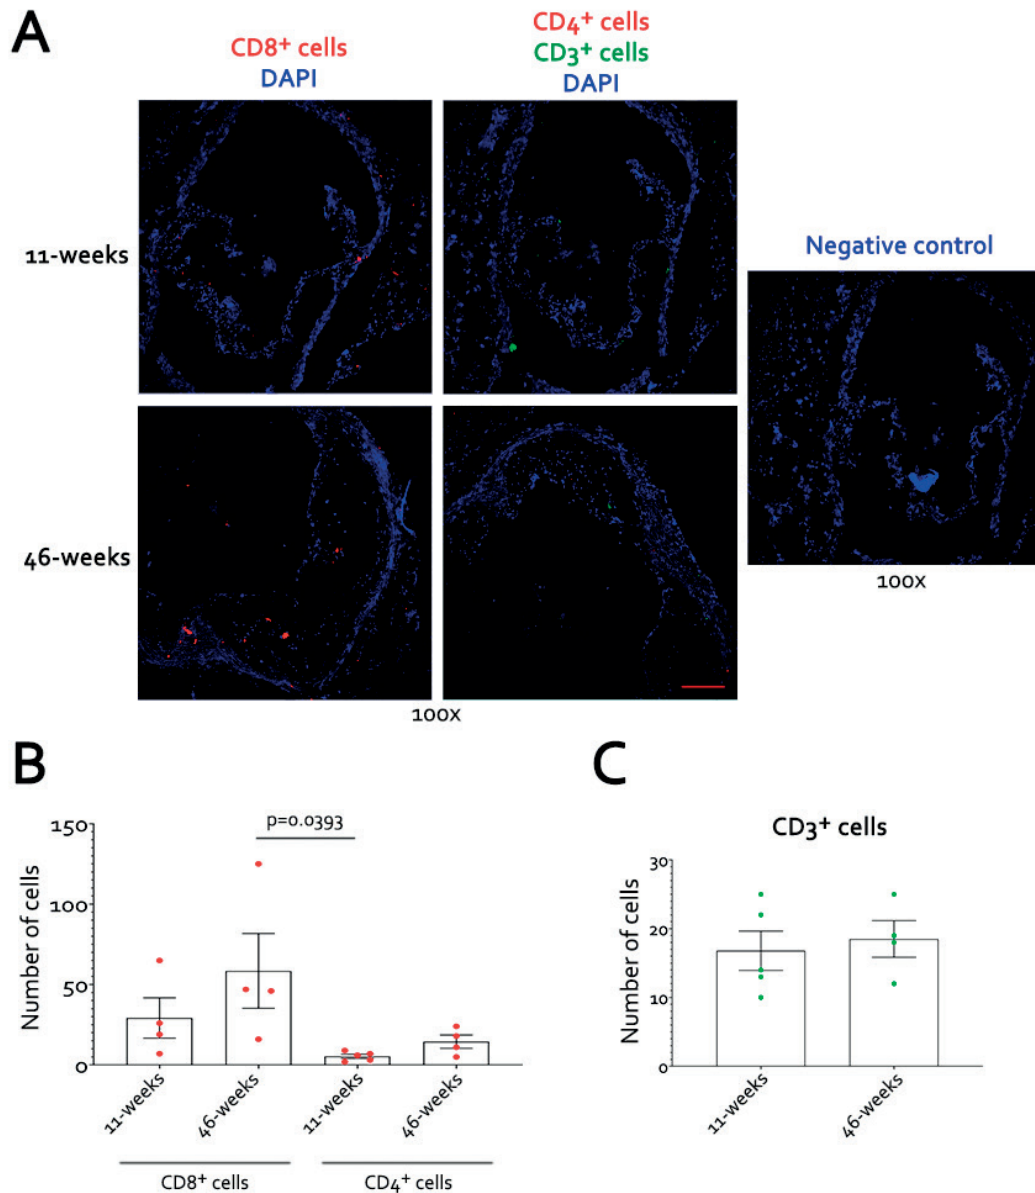 A
CD8⁺ cells
DAPI
CD4⁺ cells
CD3⁺ cells
DAPI
11-weeks
Negative control
100X
46-weeks
100X
B
p=0.0393
150
100
50
0
Number of cells
11-weeks
46-weeks
11-weeks
46-weeks
CD8⁺ cells
CD4⁺ cells
C
CD3⁺ cells
30
20
10
0
Number of cells
11-weeks
46-weeks